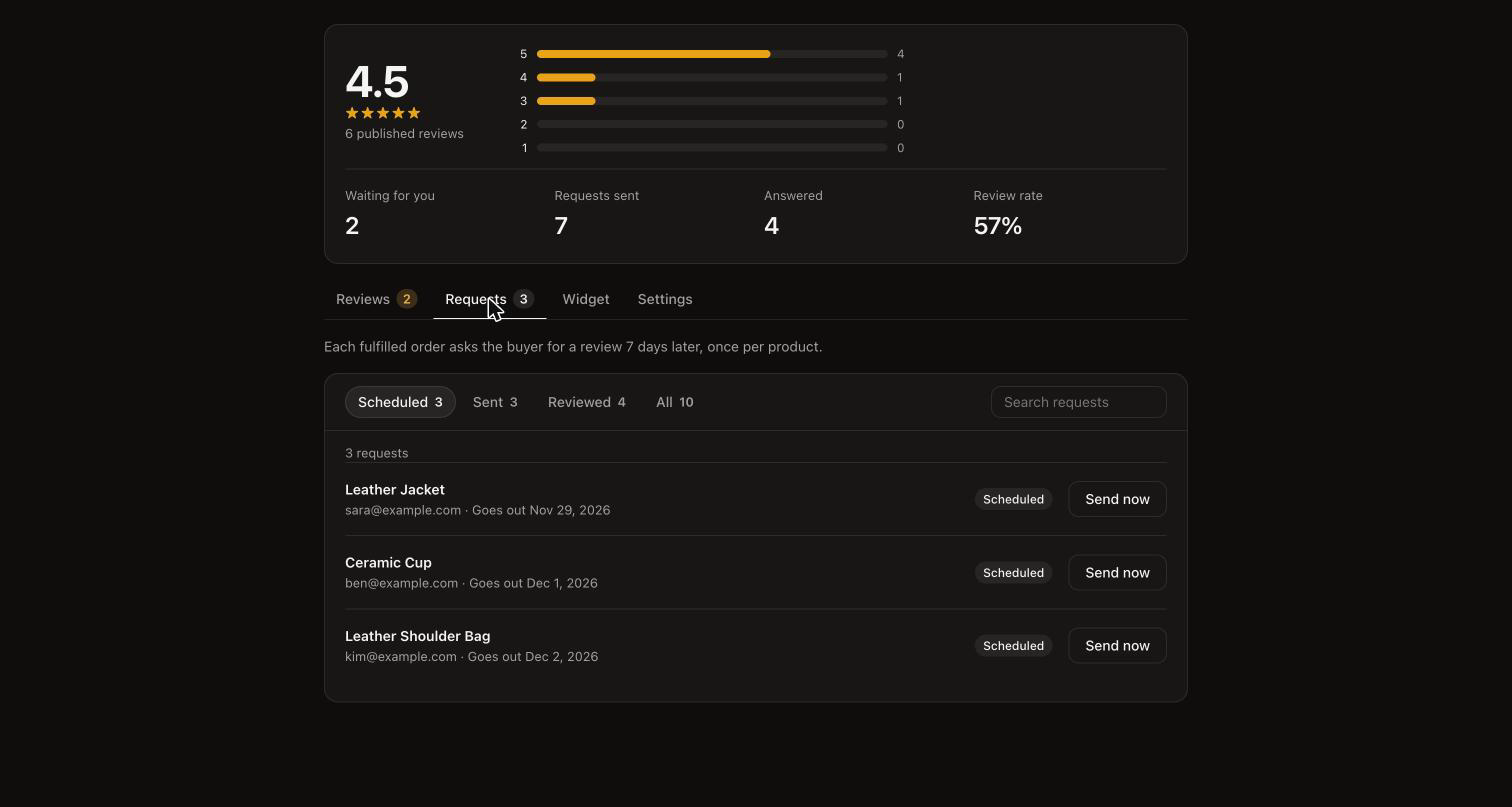 4.5
6 published reviews
5 4
4 1
3 1
2 0
1 0
Waiting for you Requests sent Answered Review rate
2 7 4 57%
Reviews 2 Requests 3 Widget Settings
Each fulfilled order asks the buyer for a review 7 days later, once per product.
Scheduled 3 Sent 3 Reviewed 4 All 10 Search requests
3 requests
Leather Jacket
sara@example.com · Goes out Nov 29, 2026
Scheduled Send now
Ceramic Cup
ben@example.com · Goes out Dec 1, 2026
Scheduled Send now
Leather Shoulder Bag
kim@example.com · Goes out Dec 2, 2026
Scheduled Send now